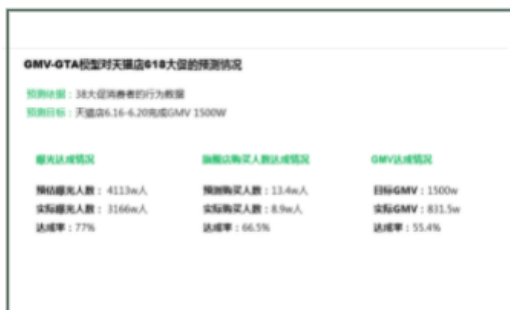 GMV-GTA模型对天猫店618大促的预测情况
预测依据：38大促消费者的行为数据
预测目标：天猫店6.16-6.20完成GMV 1500W
曝光达成情况
预估曝光人数：4113w人
实际曝光人数：3166w人
达成率：77%
旗舰店购买人数达成情况
预测购买人数：13.4w人
实际购买人数：8.9w人
达成率：66.5%
GMV达成情况
目标GMV：1500w
实际GMV：831.5w
达成率：55.4%